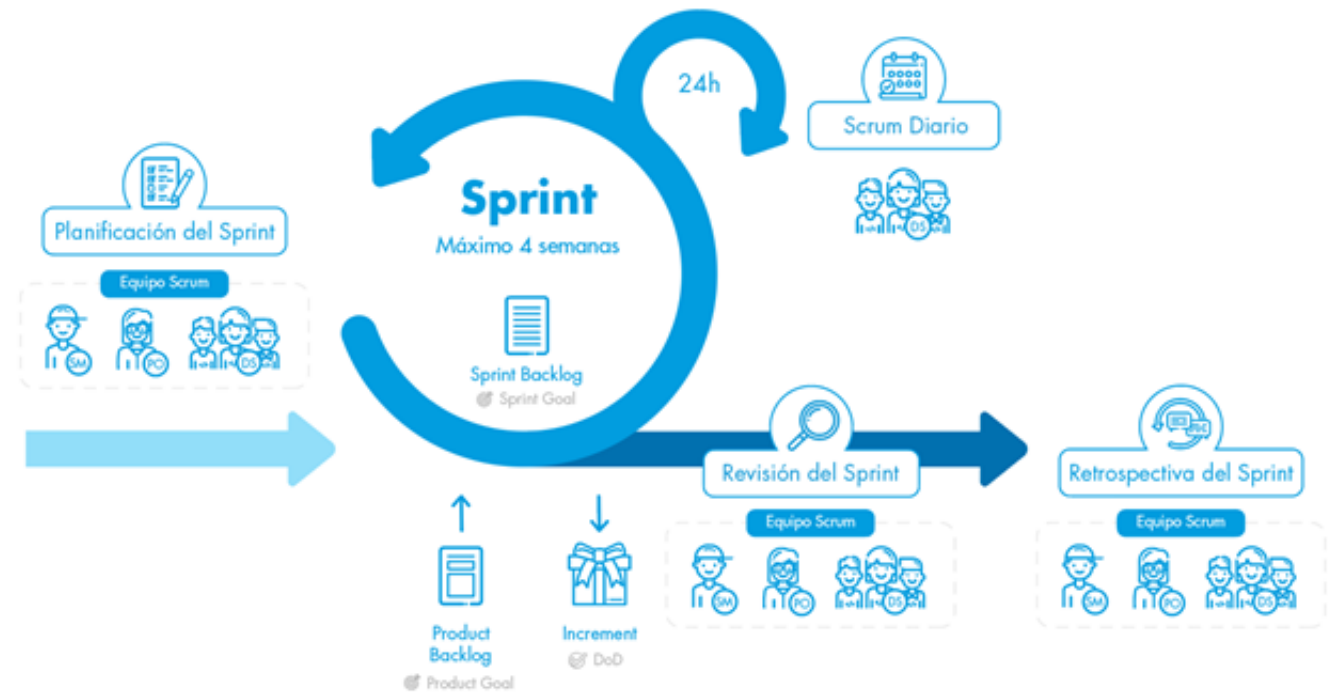 24h
Scrum Diario
DS
Sprint
Máximo 4 semanas
Sprint Backlog
Sprint Goal
Planificación del Sprint
Equipo Scrum
SM
PO
DS
Revisión del Sprint
Equipo Scrum
SM
PO
DS
Retrospectiva del Sprint
Equipo Scrum
SM
PO
DS
Product
Backlog
Product Goal
Increment
DoD